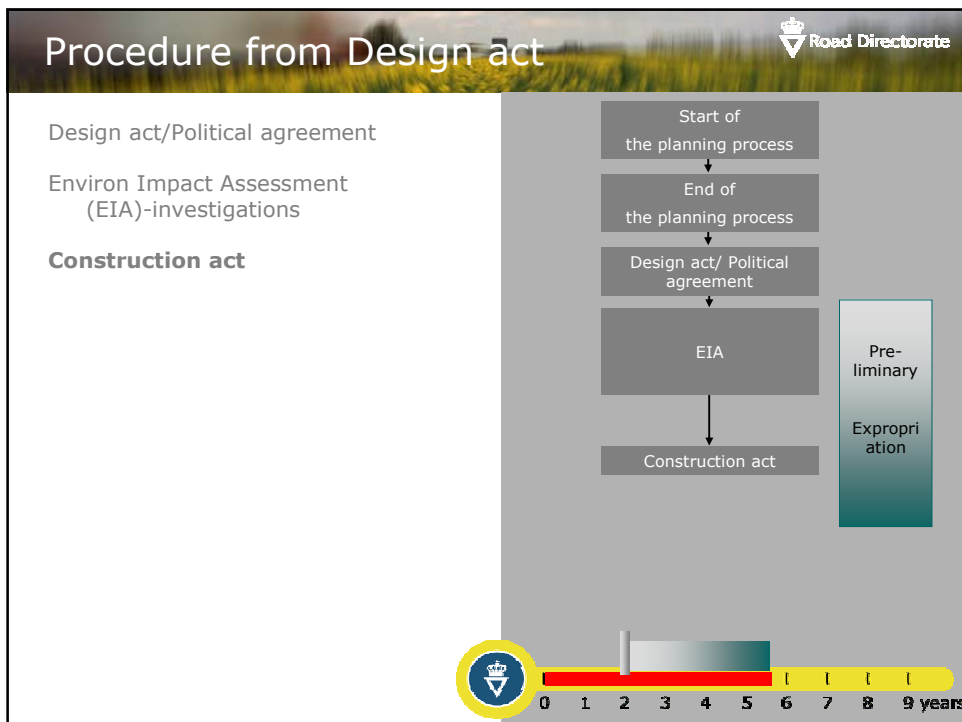 Procedure from Design act
Road Directorate
Design act/Political agreement
Environ Impact Assessment
(EIA)-investigations
Construction act
Start of
the planning process
End of
the planning process
Design act/ Political
agreement
EIA
Construction act
Pre-
liminary
Expropri
ation
0 1 2 3 4 5 6 7 8 9 years